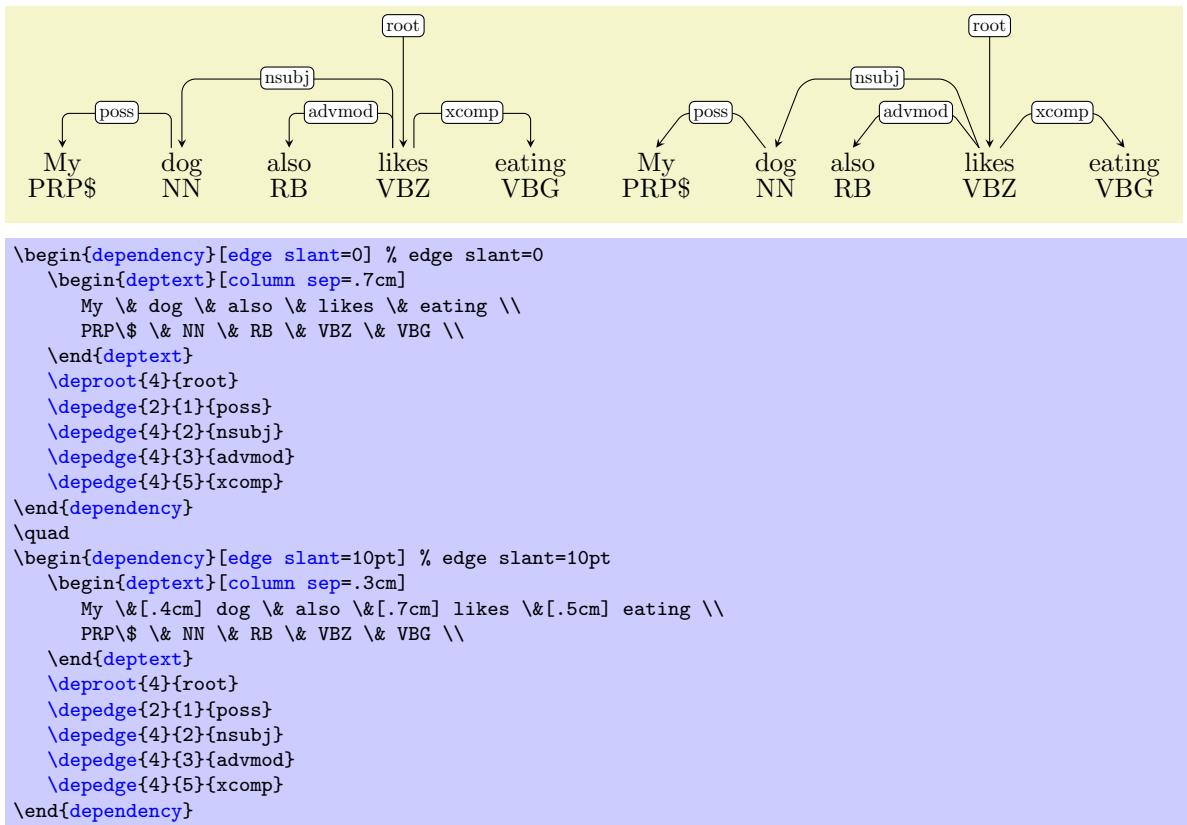 root root
nsubj nsubj
poss advmod xcomp poss advmod xcomp
My dog also likes eating My dog also likes eating
PRP$ NN RB VBZ VBG PRP$ NN RB VBZ VBG
\begin{dependency}[edge slant=0] % edge slant=0
\begin{deptext}[column sep=.7cm]
My \& dog \& also \& likes \& eating \\
PRP\$ \& NN \& RB \& VBZ \& VBG \\
\end{deptext}
\deproot{4}{root}
\depedge{2}{1}{poss}
\depedge{4}{2}{nsubj}
\depedge{4}{3}{advmod}
\depedge{4}{5}{xcomp}
\end{dependency}
\quad
\begin{dependency}[edge slant=10pt] % edge slant=10pt
\begin{deptext}[column sep=.3cm]
My \&[.4cm] dog \& also \&[.7cm] likes \&[.5cm] eating \\
PRP\$ \& NN \& RB \& VBZ \& VBG \\
\end{deptext}
\deproot{4}{root}
\depedge{2}{1}{poss}
\depedge{4}{2}{nsubj}
\depedge{4}{3}{advmod}
\depedge{4}{5}{xcomp}
\end{dependency}